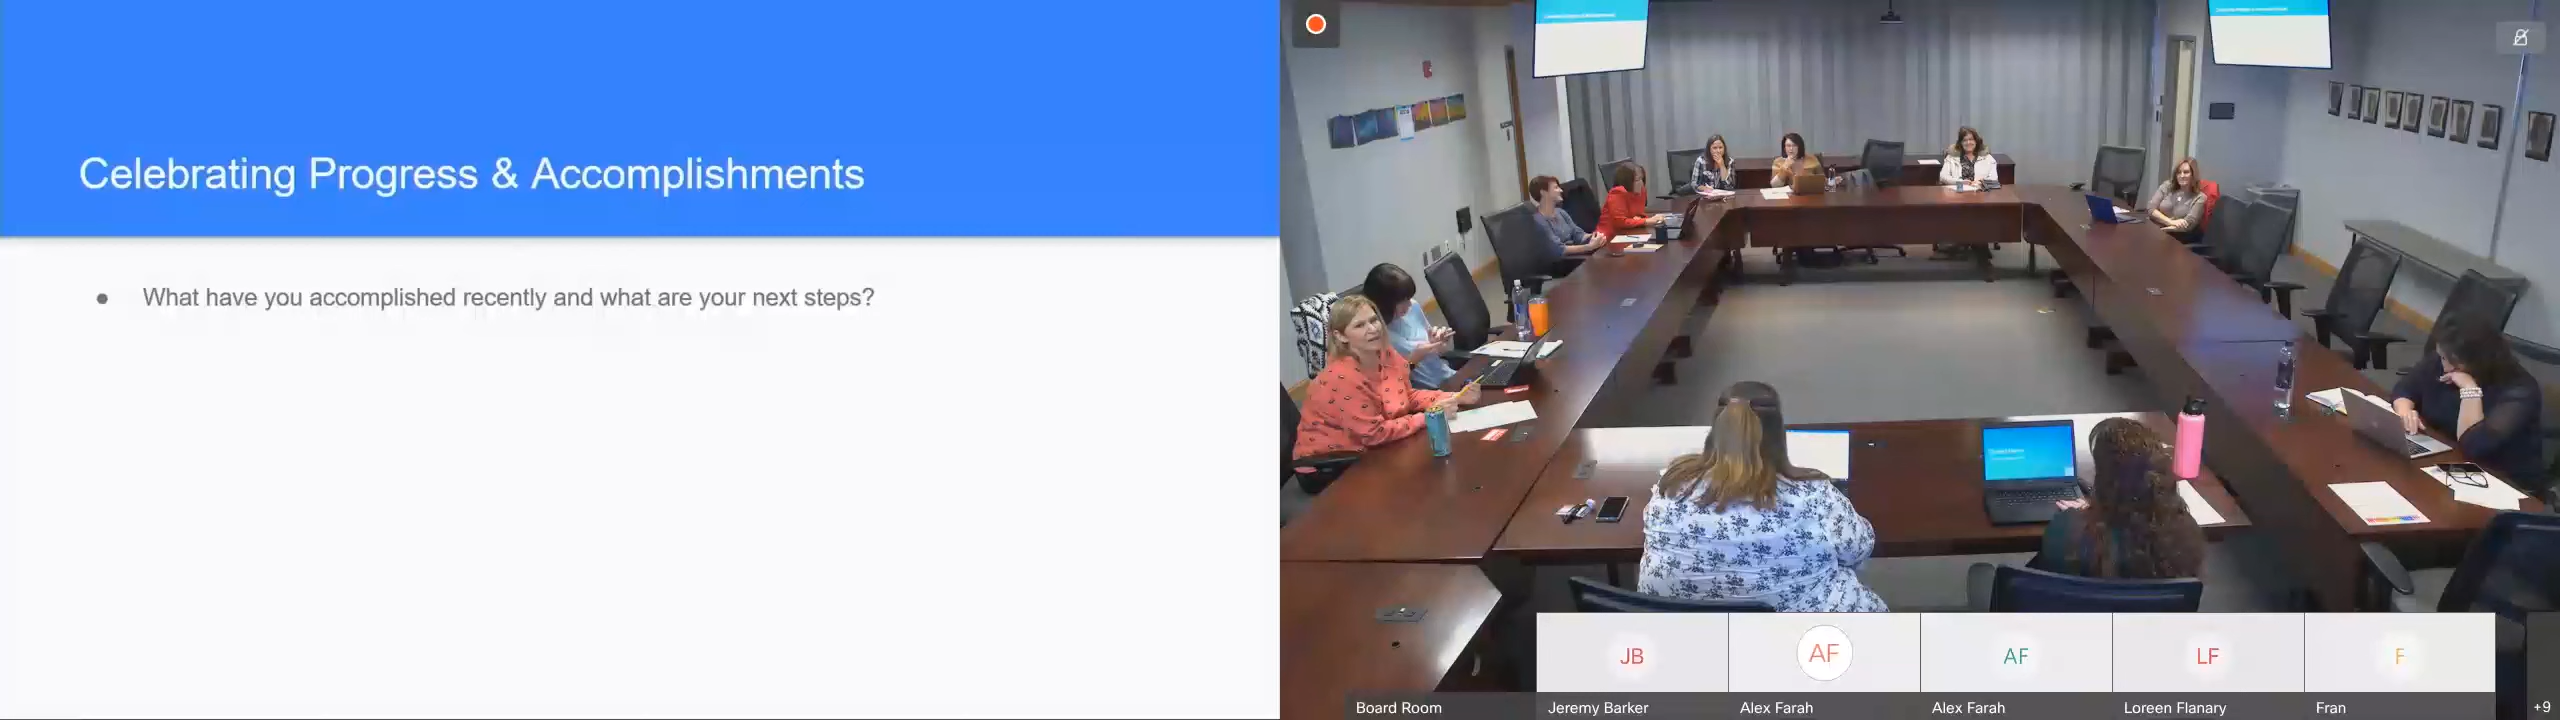 Celebrating Progress & Accomplishments
● What have you accomplished recently and what are your next steps?
JB
AF
AF
LF
F
Board Room
Jeremy Barker
Alex Farah
Alex Farah
Loreen Flanary
Fran
+9